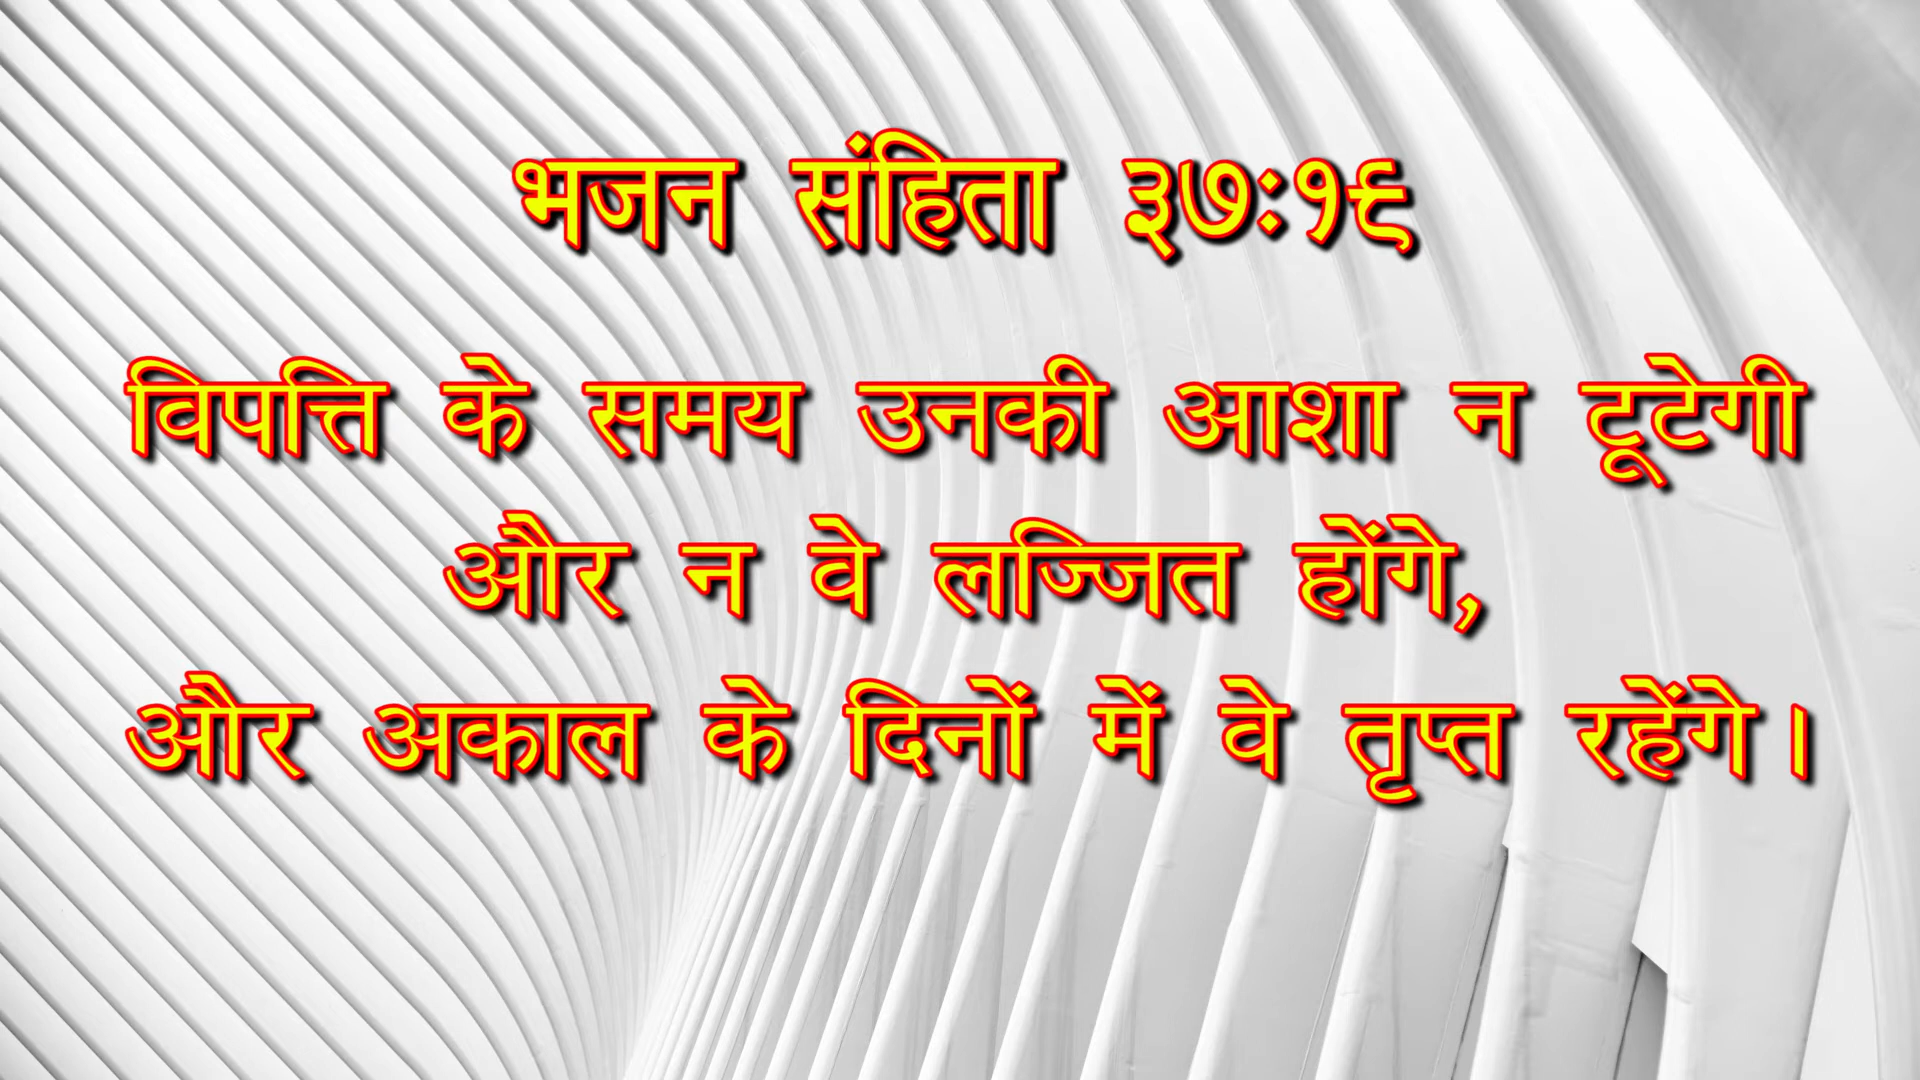 भजन संहिता ३७:१९
विपत्ति के समय उनकी आशा न टूटेगी
और न वे लज्जित होंगे,
और अकाल के दिनों में वे तृप्त रहेंगे।